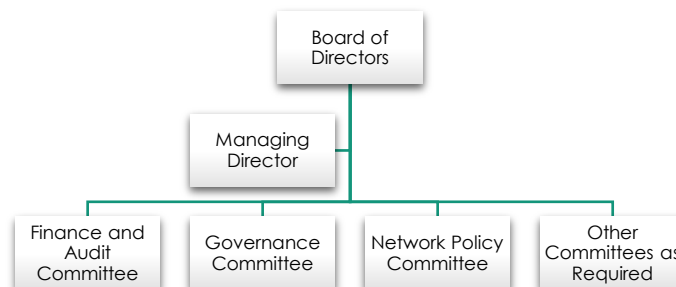 Board of
Directors
Managing
Director
Finance and
Audit
Committee
Governance
Committee
Network Policy
Committee
Other
Committees as
Required